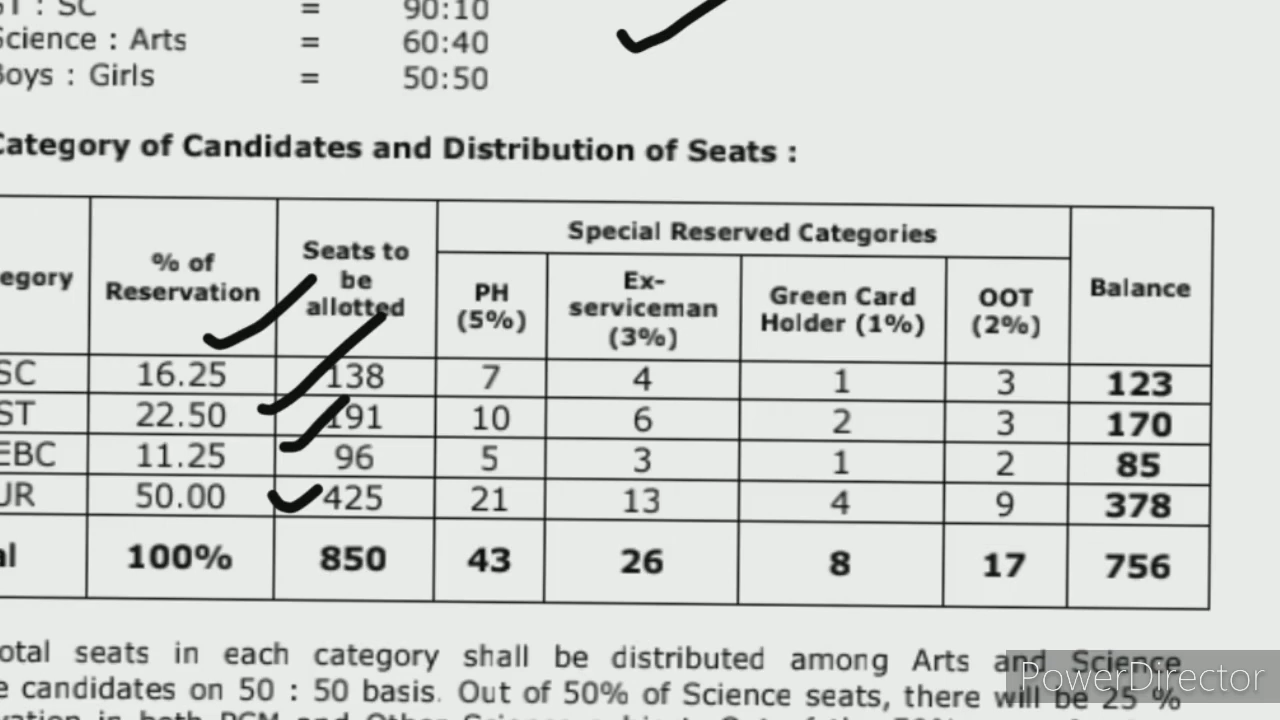 ST : SC = 90:10
Science : Arts = 60:40
Boys : Girls = 50:50
Category of Candidates and Distribution of Seats :
egory % of Reservation Seats to be allotted Special Reserved Categories Balance
PH (5%) Ex-serviceman (3%) Green Card Holder (1%) OOT (2%)
SC 16.25 138 7 4 1 3 123
ST 22.50 191 10 6 2 3 170
EBC 11.25 96 5 3 1 2 85
UR 50.00 425 21 13 4 9 378
al 100% 850 43 26 8 17 756
otal seats in each category shall be distributed among Arts and Science
e candidates on 50 : 50 basis. Out of 50% of Science seats, there will be 25 %
PowerDirector